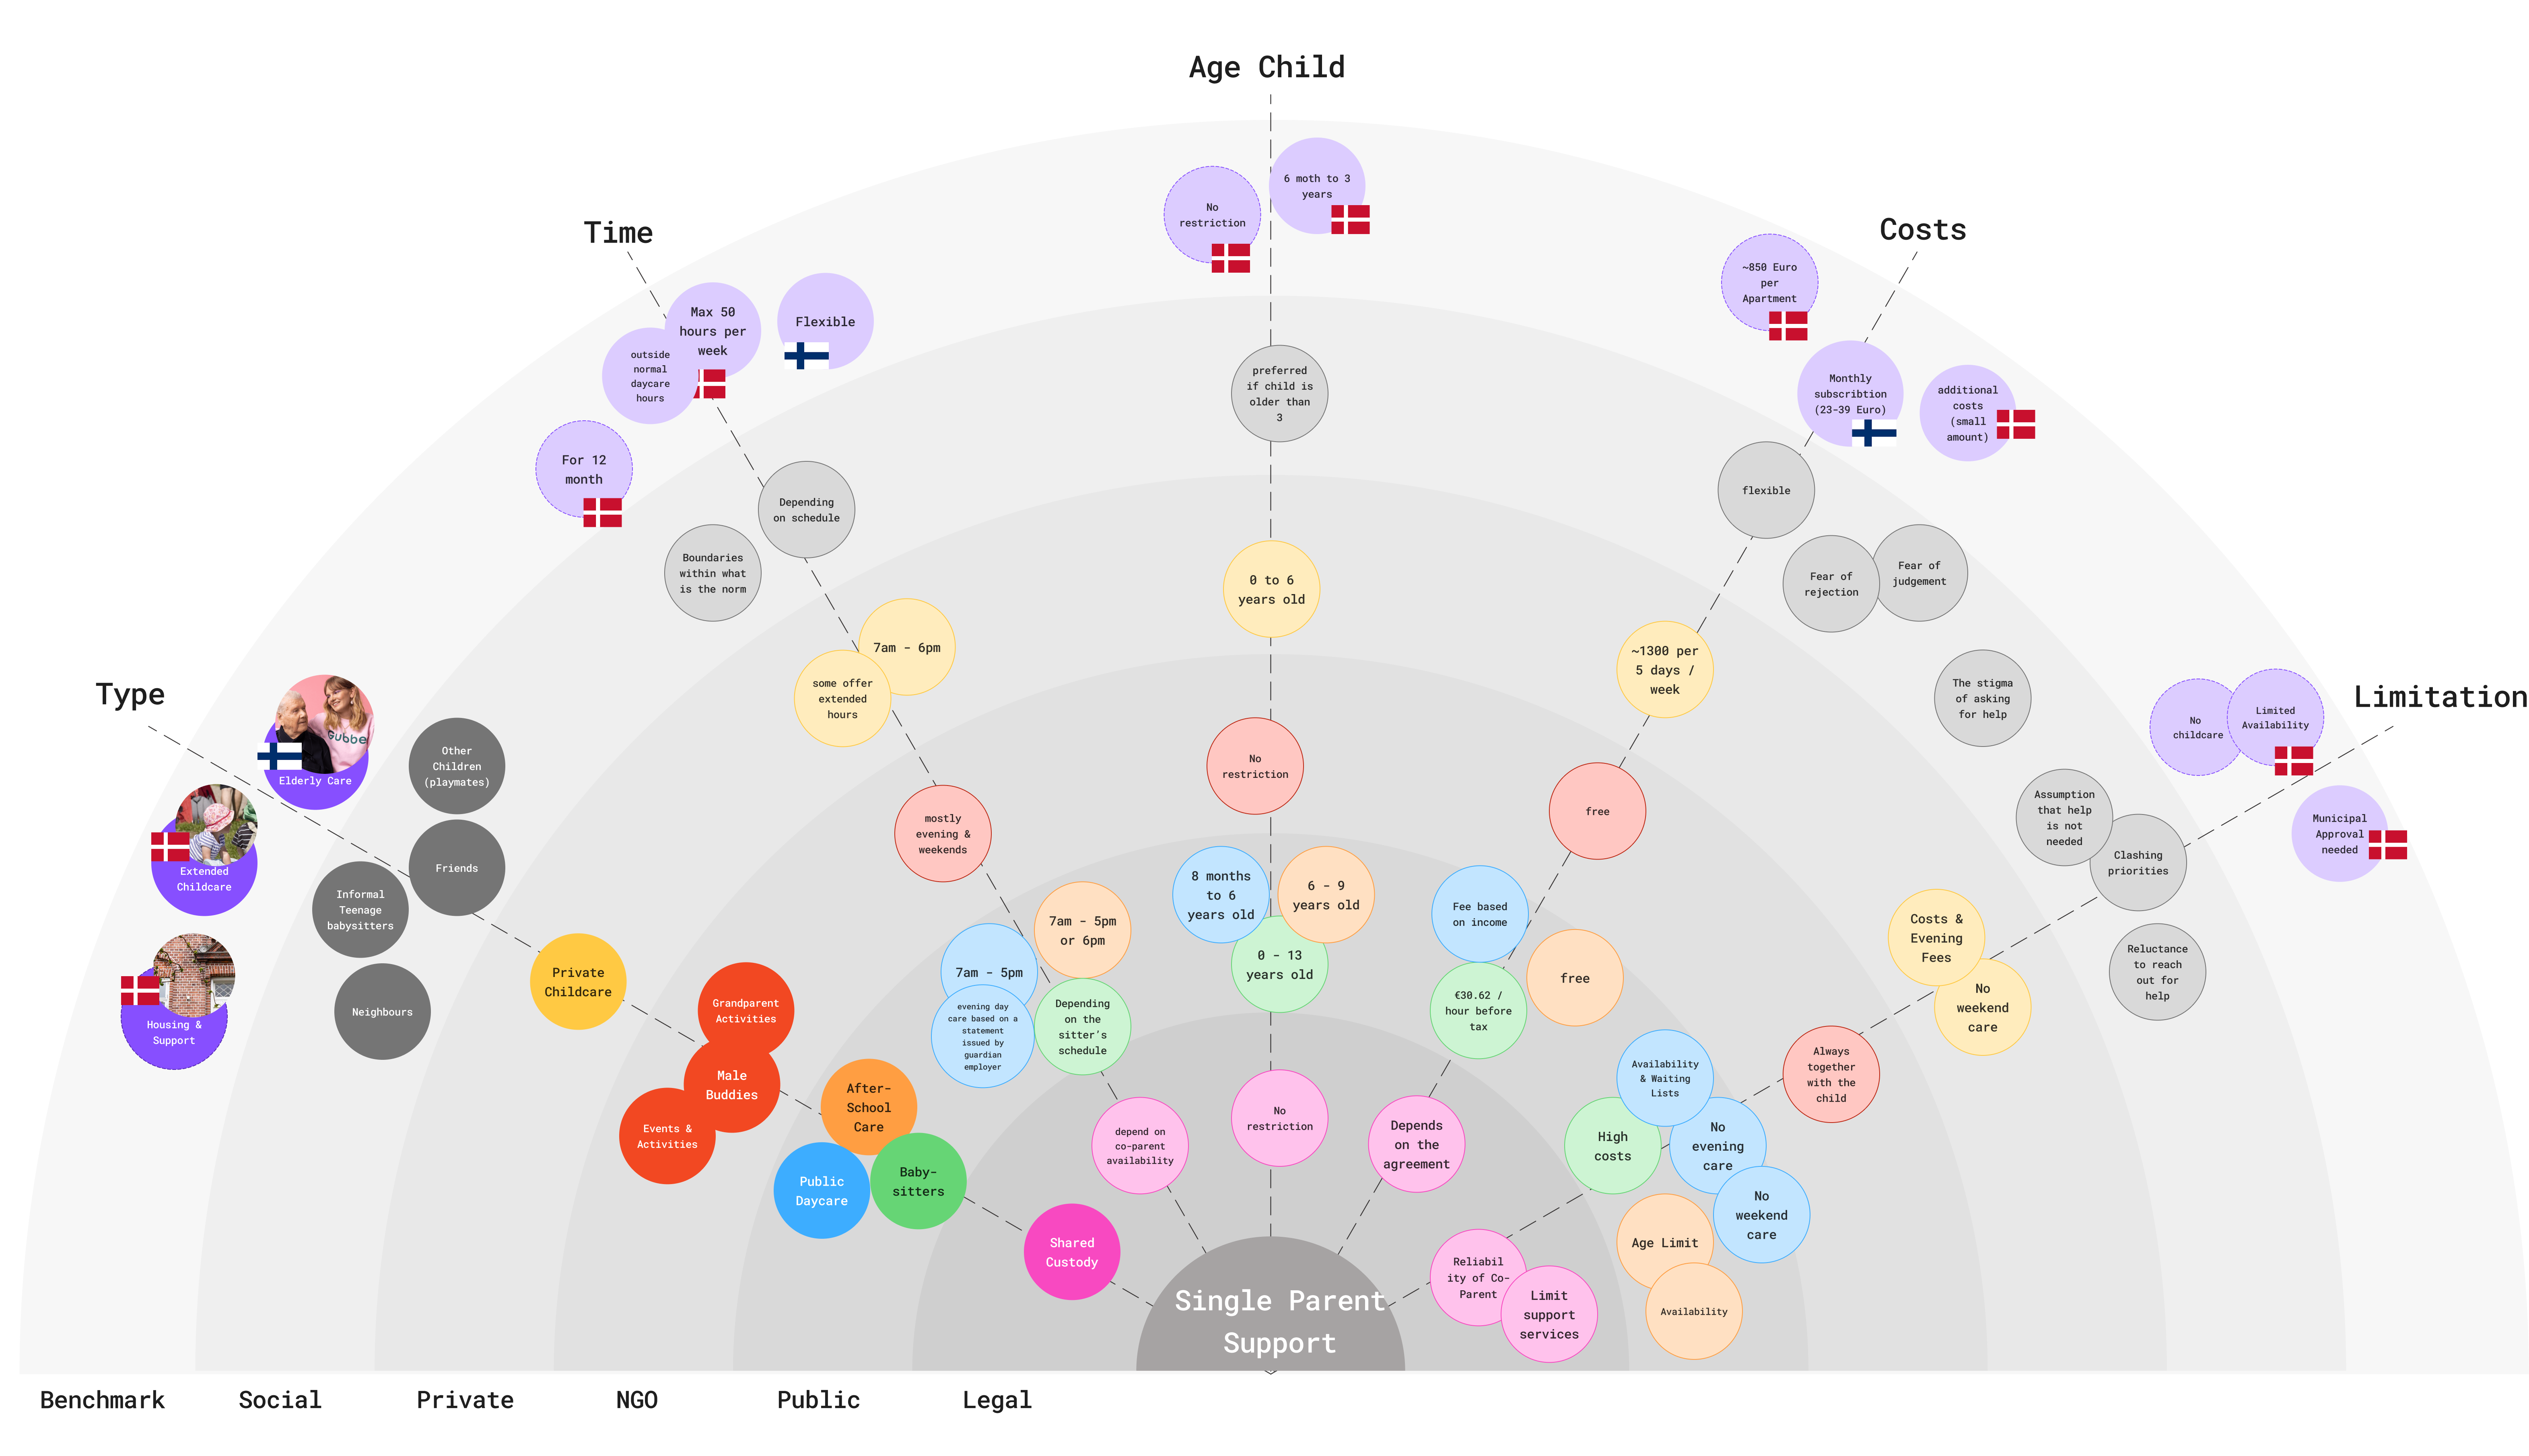 Age Child
Time
Costs
Type
Limitation
No
restriction
6 moth to 3
years
~850 Euro
per
Apartment
Max 50
hours per
week
outside
normal
daycare
hours
Flexible
For 12
month
Monthly
subscribtion
(23-39 Euro)
additional
costs
(small
amount)
preferred
if child is
older than
3
Depending
on schedule
Boundaries
within what
is the norm
flexible
Fear of
rejection
Fear of
judgement
The stigma
of asking
for help
No
childcare
Limited
Availability
Municipal
Approval
needed
Assumption
that help
is not
needed
Clashing
priorities
Reluctance
to reach
out for
help
0 to 6
years old
7am - 6pm
some offer
extended
hours
~1300 per
5 days /
week
Gubbe
Elderly Care
Extended
Childcare
Housing &
Support
Other
Children
(playmates)
Friends
Informal
Teenage
babysitters
Neighbours
Private
Childcare
No
restriction
mostly
evening &
weekends
free
Costs &
Evening
Fees
No
weekend
care
Always
together
with the
child
Grandparent
Activities
Male
Buddies
Events &
Activities
8 months
to 6
years old
6 - 9
years old
0 - 13
years old
7am - 5pm
or 6pm
7am - 5pm
evening day
care based on a
statement
issued by
guardian
employer
Depending
on the
sitter's
schedule
Fee based
on income
€30.62 /
hour before
tax
free
After-
School
Care
Public
Daycare
Baby-
sitters
Availability
& Waiting
Lists
High
costs
No
evening
care
No
weekend
care
Age Limit
Availability
Shared
Custody
depend on
co-parent
availability
No
restriction
Depends
on the
agreement
Reliabil
ity of Co-
Parent
Limit
support
services
Single Parent
Support
Benchmark
Social
Private
NGO
Public
Legal